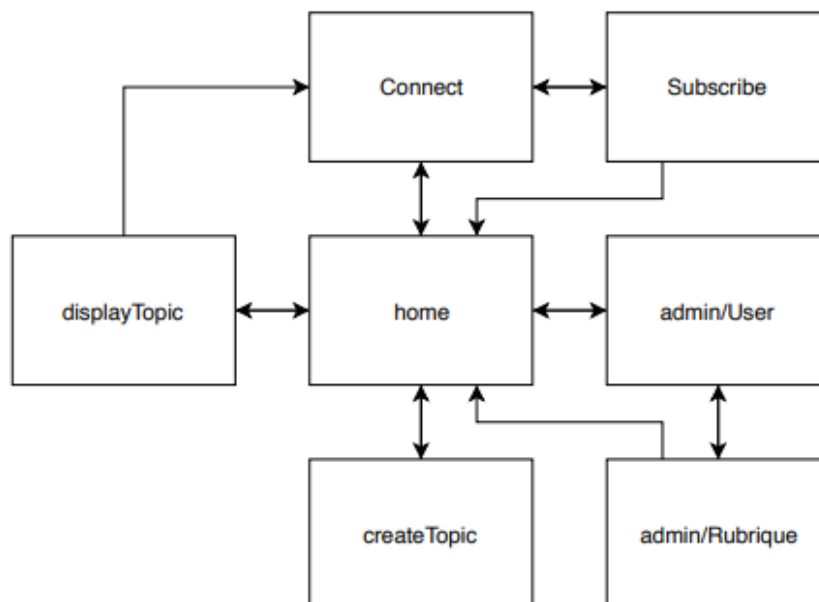 Connect
Subscribe
displayTopic
home
admin/User
createTopic
admin/Rubrique